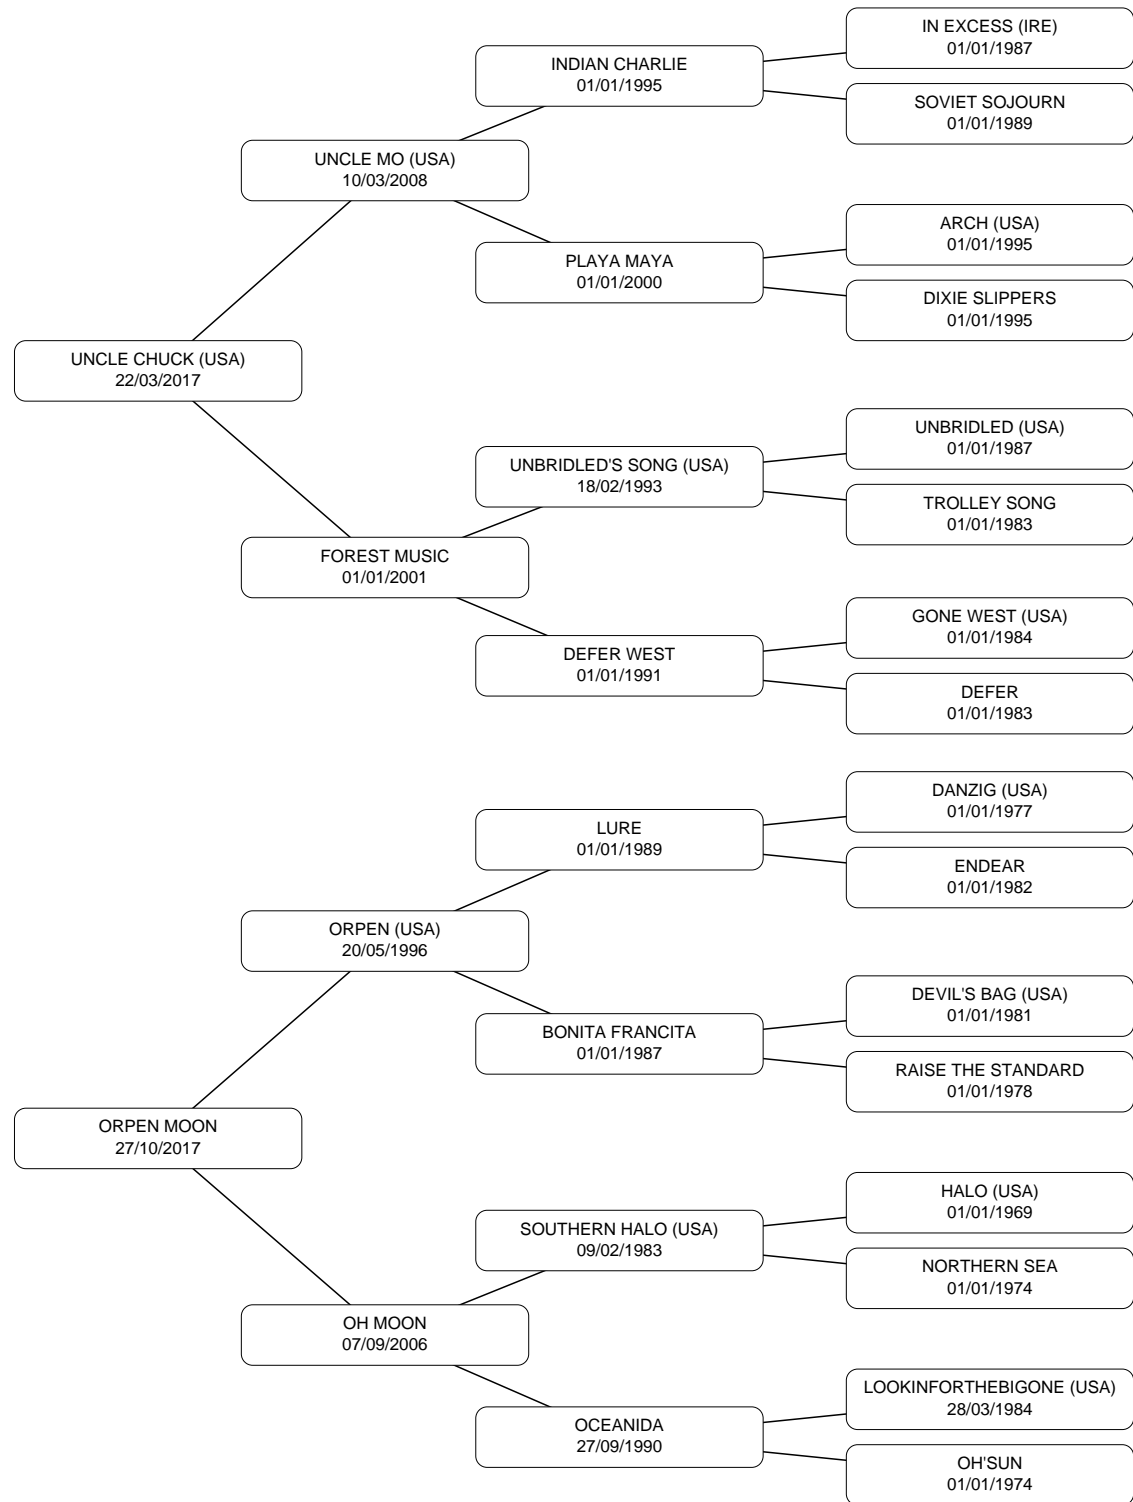 IN EXCESS (IRE)
01/01/1987
INDIAN CHARLIE
01/01/1995
SOVIET SOJOURN
01/01/1989
UNCLE MO (USA)
10/03/2008
ARCH (USA)
01/01/1995
PLAYA MAYA
01/01/2000
DIXIE SLIPPERS
01/01/1995
UNCLE CHUCK (USA)
22/03/2017
UNBRIDLED (USA)
01/01/1987
UNBRIDLED'S SONG (USA)
18/02/1993
TROLLEY SONG
01/01/1983
FOREST MUSIC
01/01/2001
GONE WEST (USA)
01/01/1984
DEFER WEST
01/01/1991
DEFER
01/01/1983
DANZIG (USA)
01/01/1977
LURE
01/01/1989
ENDEAR
01/01/1982
ORPEN (USA)
20/05/1996
DEVIL'S BAG (USA)
01/01/1981
BONITA FRANCITA
01/01/1987
RAISE THE STANDARD
01/01/1978
ORPEN MOON
27/10/2017
HALO (USA)
01/01/1969
SOUTHERN HALO (USA)
09/02/1983
NORTHERN SEA
01/01/1974
OH MOON
07/09/2006
LOOKINFORTHEBIGONE (USA)
28/03/1984
OCEANIDA
27/09/1990
OH'SUN
01/01/1974